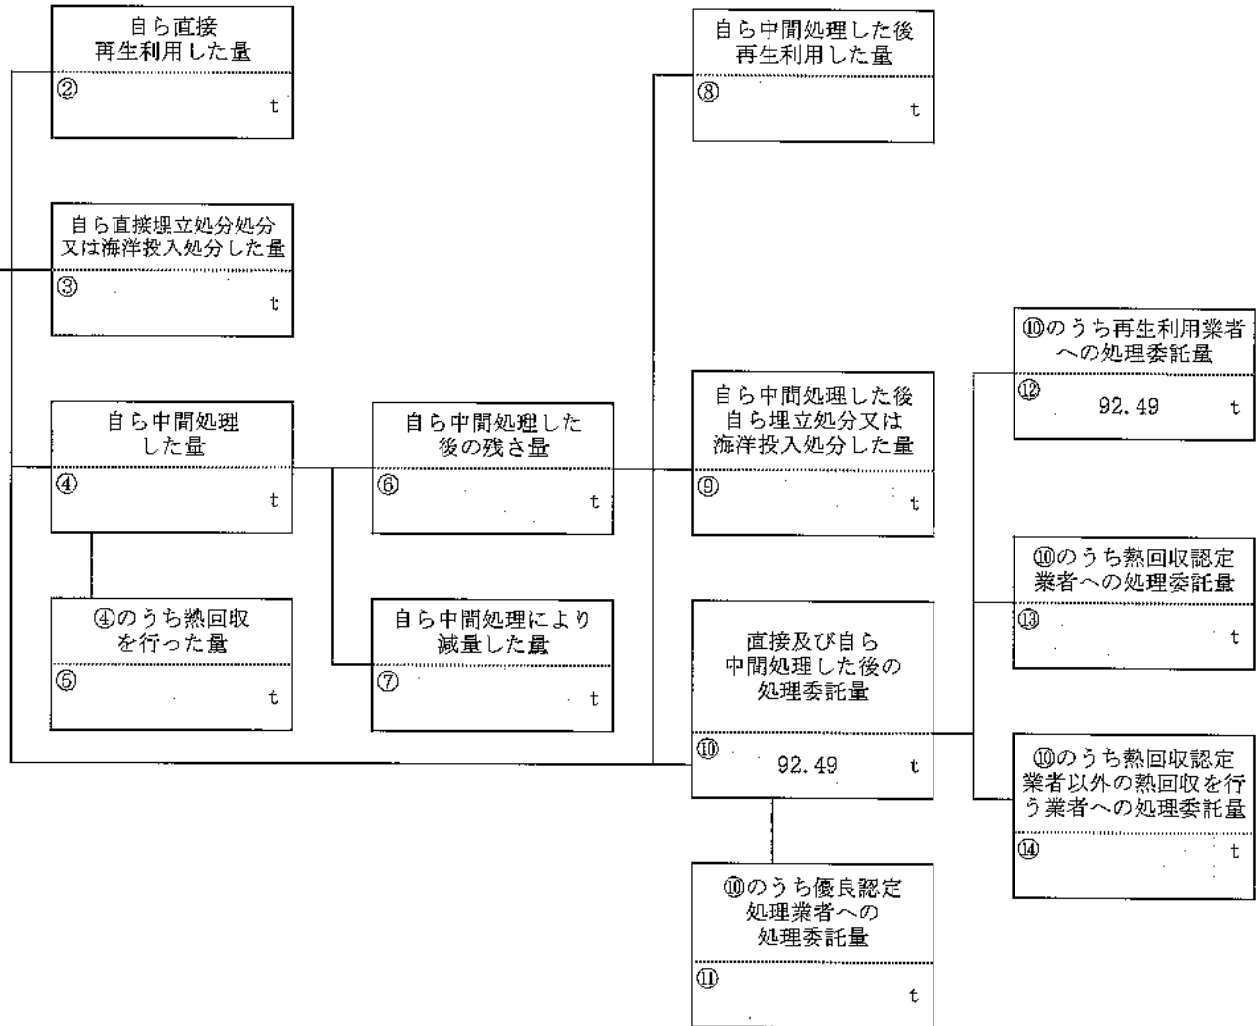 自ら直接
再生利用した量
② t
自ら中間処理した後
再生利用した量
⑧ t
自ら直接埋立処分処分
又は海洋投入処分した量
③ t
⑩のうち再生利用業者
への処理委託量
⑫ 92.49 t
自ら中間処理
した量
④ t
自ら中間処理した
後の残さ量
⑥ t
自ら中間処理した後
自ら埋立処分又は
海洋投入処分した量
⑨ t
⑩のうち熱回収認定
業者への処理委託量
⑬ t
④のうち熱回収
を行った量
⑤ t
自ら中間処理により
減量した量
⑦ t
直接及び自ら
中間処理した後の
処理委託量
⑩ 92.49 t
⑩のうち熱回収認定
業者以外の熱回収を行
う業者への処理委託量
⑭ t
⑩のうち優良認定
処理業者への
処理委託量
⑪ t